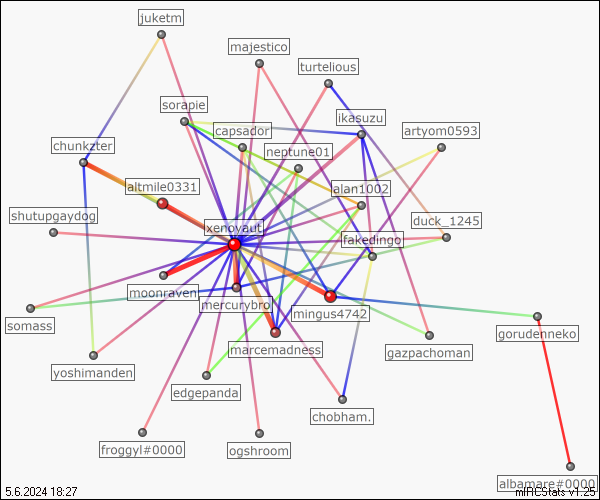 juketm
majestico
turtelious
sorapie
ikasuzu
capsador
artyom0593
chunkzter
neptune01
altmile0331
alan1002
shutupgaydog
duck_1245
xenovaut
fakedingo
moonraven
mercurybro
mingus4742
somass
gorudenneko
marcemadness
gazpachoman
yoshimanden
edgepanda
chobham.
froggyl#0000
ogshroom
albamare#0000
5.6.2024 18:27
mIRCStats v1.25